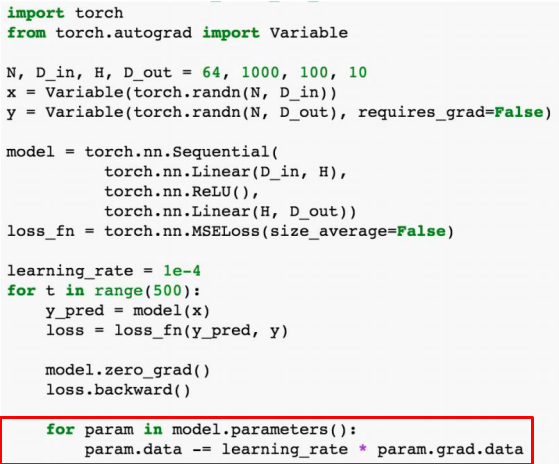 import torch
from torch.autograd import Variable
N, D_in, H, D_out = 64, 1000, 100, 10
x = Variable(torch.randn(N, D_in))
y = Variable(torch.randn(N, D_out), requires_grad=False)
model = torch.nn.Sequential(
torch.nn.Linear(D_in, H),
torch.nn.ReLU(),
torch.nn.Linear(H, D_out))
loss_fn = torch.nn.MSELoss(size_average=False)
learning_rate = 1e-4
for t in range(500):
y_pred = model(x)
loss = loss_fn(y_pred, y)
model.zero_grad()
loss.backward()
for param in model.parameters():
param.data -= learning_rate * param.grad.data